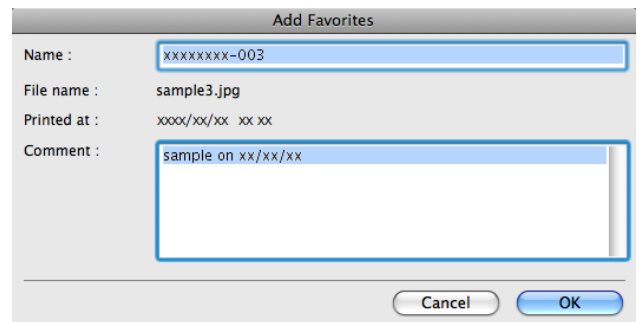 Add Favorites
Name : xxxxxxxx-003
File name : sample3.jpg
Printed at : xxxx/xx/xx xx xx
Comment : sample on xx/xx/xx
Cancel OK